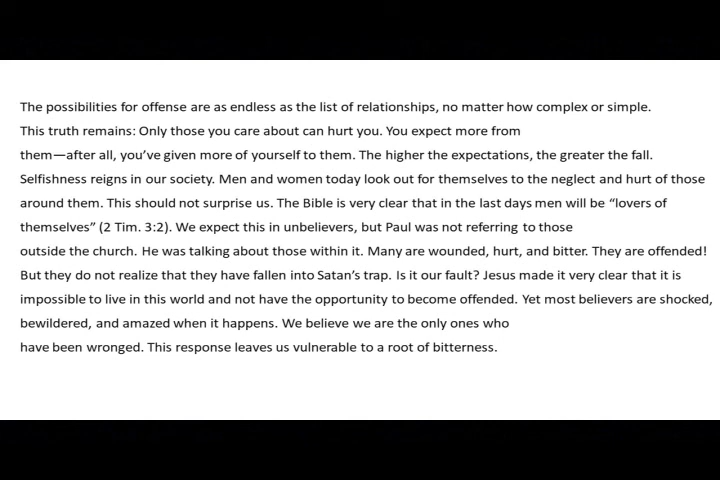 The possibilities for offense are as endless as the list of relationships, no matter how complex or simple.
This truth remains: Only those you care about can hurt you. You expect more from
them—after all, you’ve given more of yourself to them. The higher the expectations, the greater the fall.
Selfishness reigns in our society. Men and women today look out for themselves to the neglect and hurt of those
around them. This should not surprise us. The Bible is very clear that in the last days men will be “lovers of
themselves” (2 Tim. 3:2). We expect this in unbelievers, but Paul was not referring to those
outside the church. He was talking about those within it. Many are wounded, hurt, and bitter. They are offended!
But they do not realize that they have fallen into Satan’s trap. Is it our fault? Jesus made it very clear that it is
impossible to live in this world and not have the opportunity to become offended. Yet most believers are shocked,
bewildered, and amazed when it happens. We believe we are the only ones who
have been wronged. This response leaves us vulnerable to a root of bitterness.